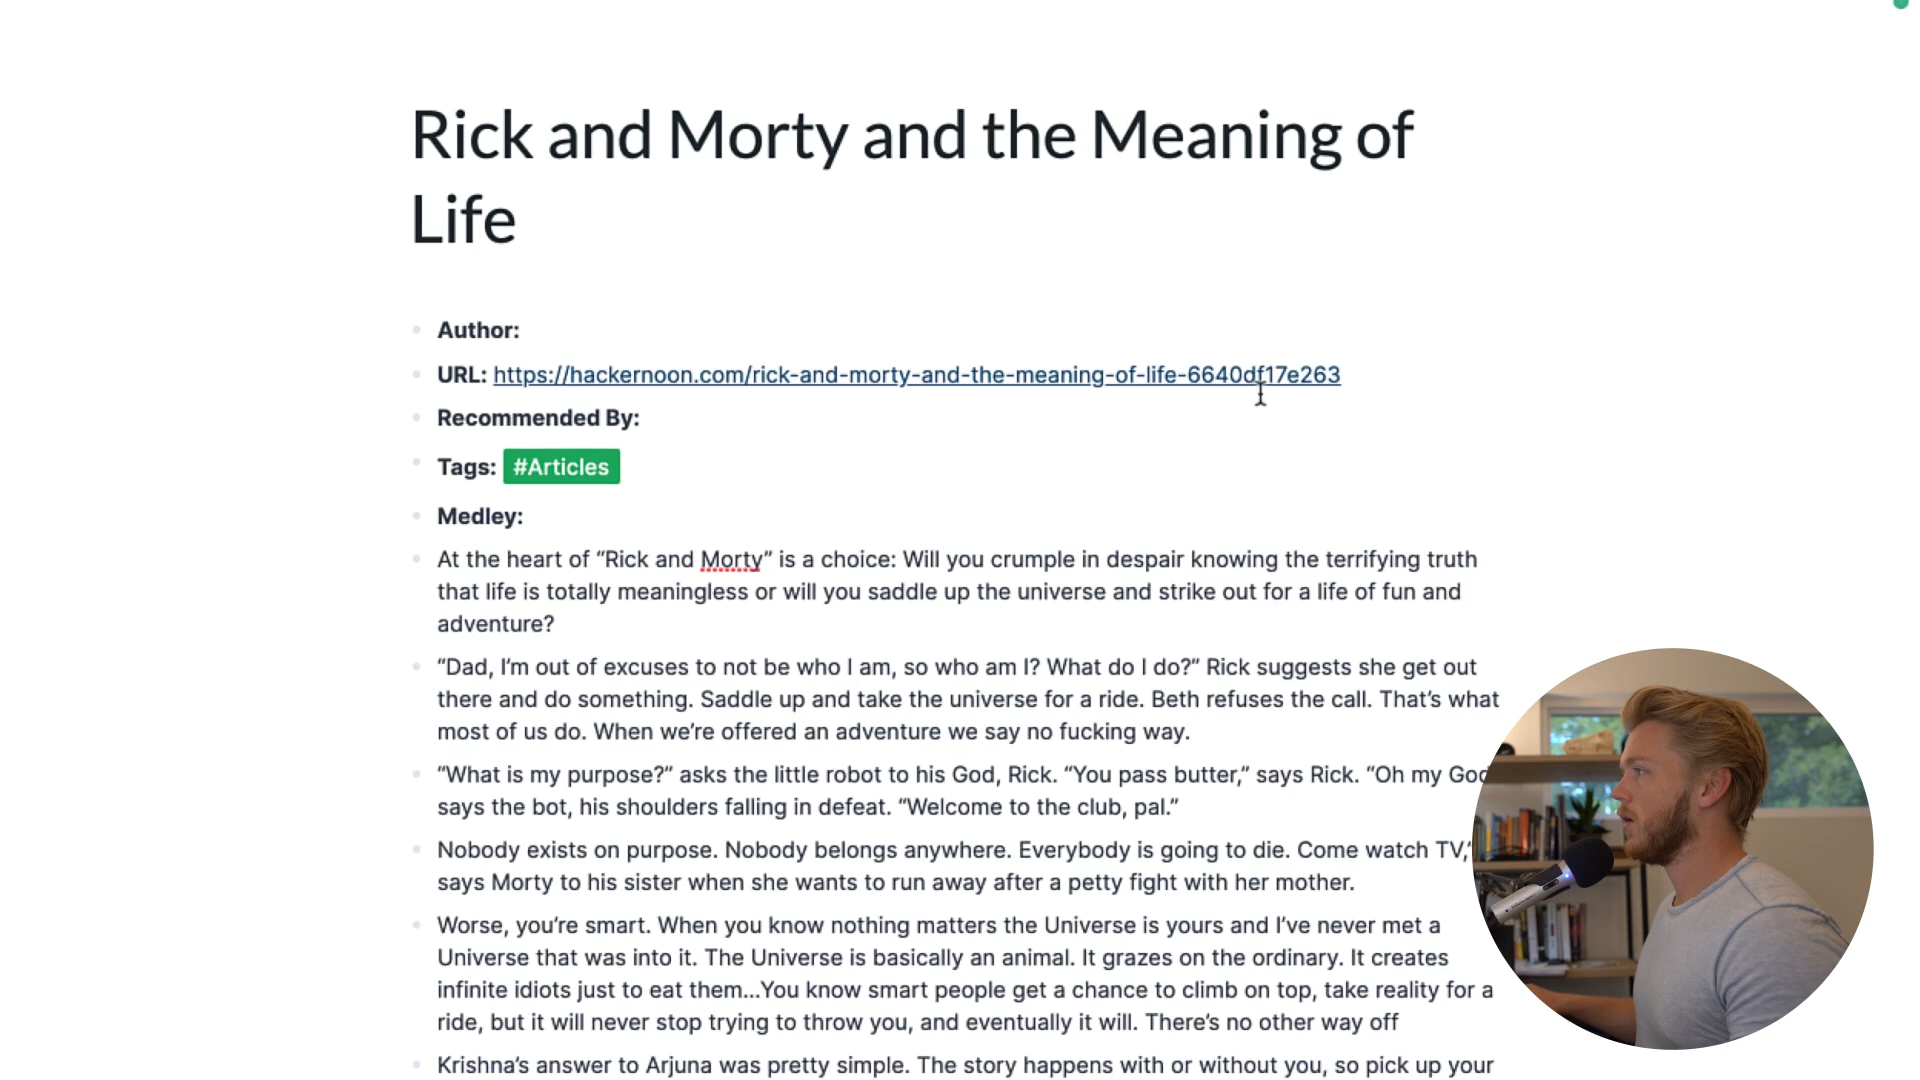 Rick and Morty and the Meaning of
Life
Author:
URL: https://hackernoon.com/rick-and-morty-and-the-meaning-of-life-6640df17e263
Recommended By:
Tags: #Articles
Medley:
At the heart of “Rick and Morty” is a choice: Will you crumple in despair knowing the terrifying truth
that life is totally meaningless or will you saddle up the universe and strike out for a life of fun and
adventure?
“Dad, I’m out of excuses to not be who I am, so who am I? What do I do?” Rick suggests she get out
there and do something. Saddle up and take the universe for a ride. Beth refuses the call. That’s what
most of us do. When we’re offered an adventure we say no fucking way.
“What is my purpose?” asks the little robot to his God, Rick. “You pass butter,” says Rick. “Oh my God
says the bot, his shoulders falling in defeat. “Welcome to the club, pal.”
Nobody exists on purpose. Nobody belongs anywhere. Everybody is going to die. Come watch TV,”
says Morty to his sister when she wants to run away after a petty fight with her mother.
Worse, you’re smart. When you know nothing matters the Universe is yours and I’ve never met a
Universe that was into it. The Universe is basically an animal. It grazes on the ordinary. It creates
infinite idiots just to eat them...You know smart people get a chance to climb on top, take reality for a
ride, but it will never stop trying to throw you, and eventually it will. There’s no other way off
Krishna’s answer to Arjuna was pretty simple. The story happens with or without you, so pick up your